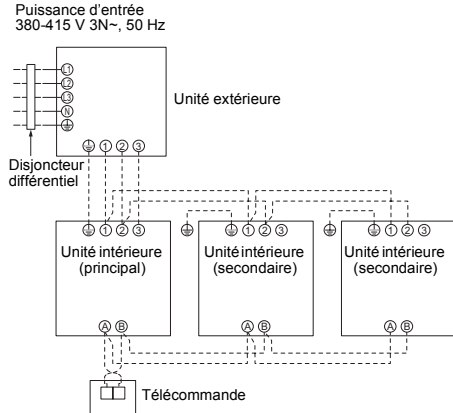 Puissance d'entrée
380-415 V 3N~, 50 Hz
L1
L2
L3
N
Unité extérieure
1 2 3
Disjoncteur
différentiel
1 2 3
1 2 3
1 2 3
Unité intérieure
(principal)
Unité intérieure
(secondaire)
Unité intérieure
(secondaire)
A B
A B
A B
Télécommande